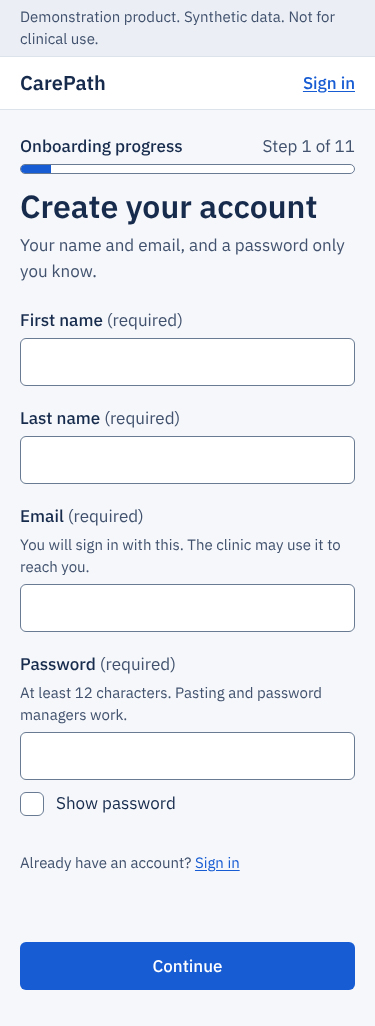 Demonstration product. Synthetic data. Not for
clinical use.
CarePath
Sign in
Onboarding progress
Step 1 of 11
Create your account
Your name and email, and a password only
you know.
First name (required)
Last name (required)
Email (required)
You will sign in with this. The clinic may use it to
reach you.
Password (required)
At least 12 characters. Pasting and password
managers work.
Show password
Already have an account? Sign in
Continue